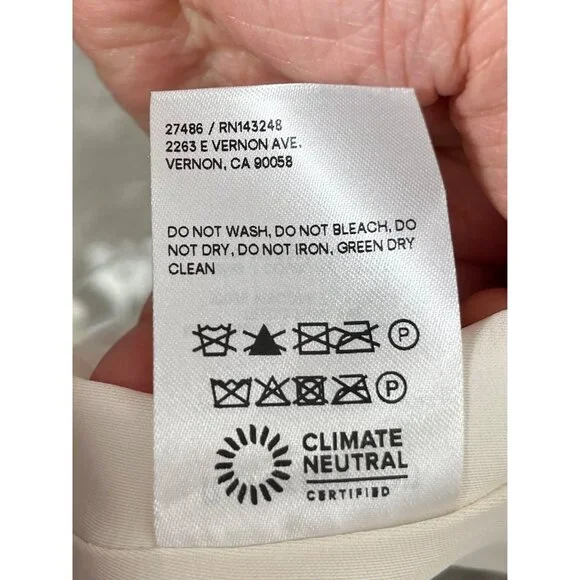 27486 / RN143248
2263 E VERNON AVE.
VERNON, CA 90058
DO NOT WASH, DO NOT BLEACH, DO
NOT DRY, DO NOT IRON, GREEN DRY
CLEAN
P
P
CLIMATE
NEUTRAL
CERTIFIED